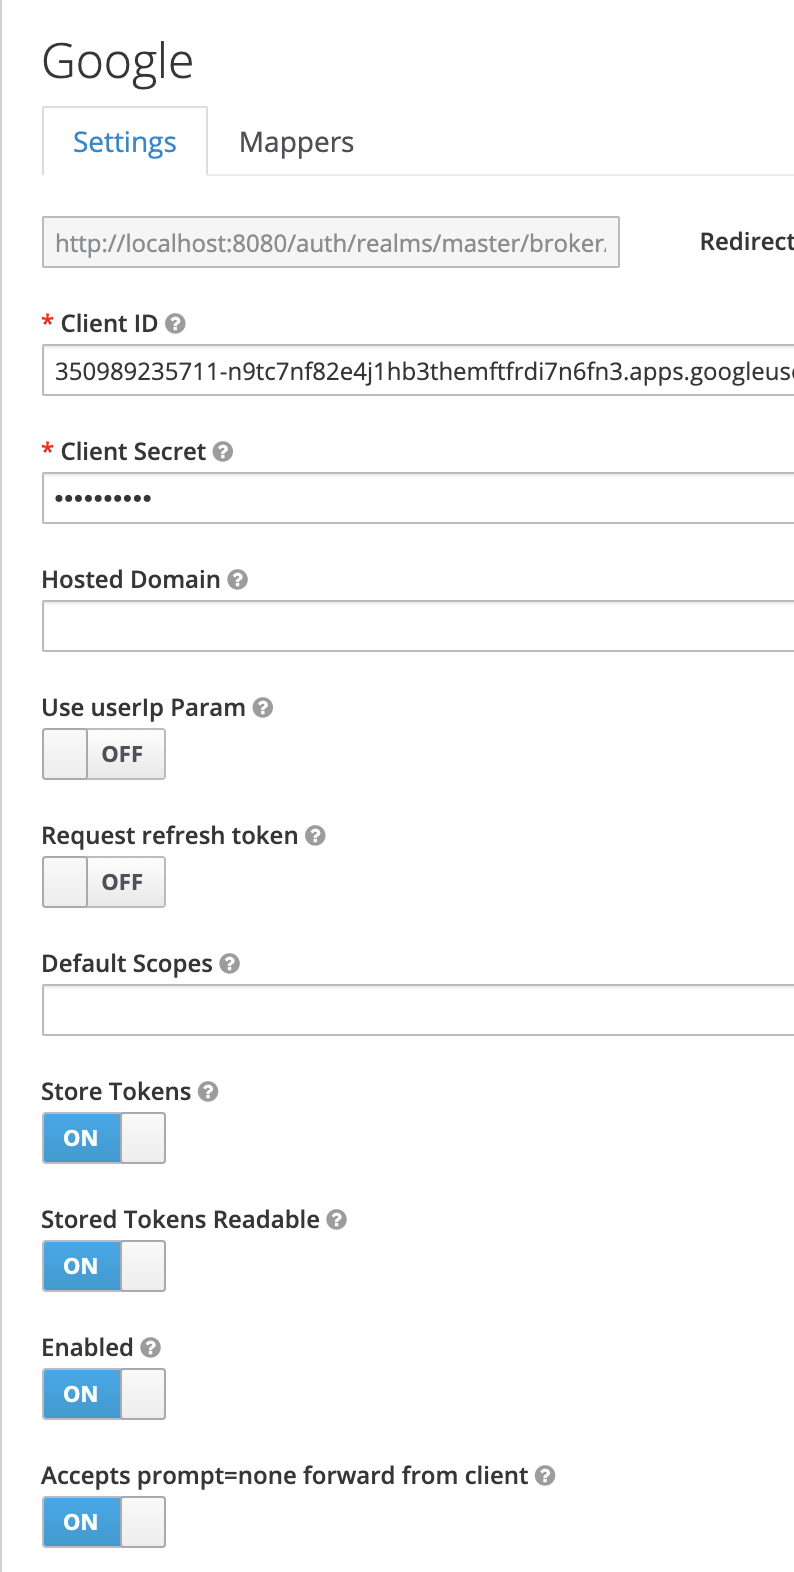 Google
Settings Mappers
http://localhost:8080/auth/realms/master/broker
Redirect
* Client ID
350989235711-n9tc7nf82e4j1hb3themftfrdi7n6fn3.apps.googleus
* Client Secret
••••••••••
Hosted Domain
Use userIp Param
OFF
Request refresh token
OFF
Default Scopes
Store Tokens
ON
Stored Tokens Readable
ON
Enabled
ON
Accepts prompt=none forward from client
ON